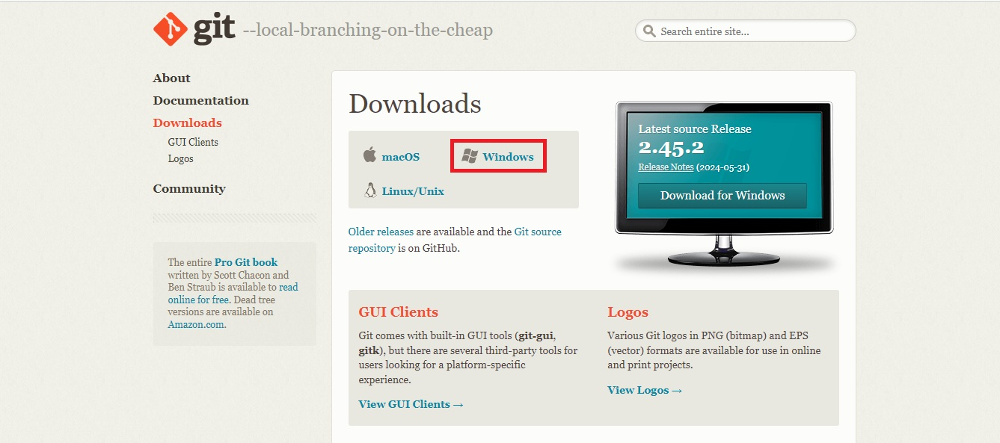 git --local-branching-on-the-cheap
Search entire site...
About
Documentation
Downloads
GUI Clients
Logos
Community
The entire Pro Git book
written by Scott Chacon and
Ben Straub is available to read
online for free. Dead tree
versions are available on
Amazon.com.
Downloads
macOS
Windows
Linux/Unix
Older releases are available and the Git source
repository is on GitHub.
Latest source Release
2.45.2
Release Notes (2024-05-31)
Download for Windows
GUI Clients
Git comes with built-in GUI tools (git-gui,
gitk), but there are several third-party tools for
users looking for a platform-specific
experience.
View GUI Clients →
Logos
Various Git logos in PNG (bitmap) and EPS
(vector) formats are available for use in online
and print projects.
View Logos →